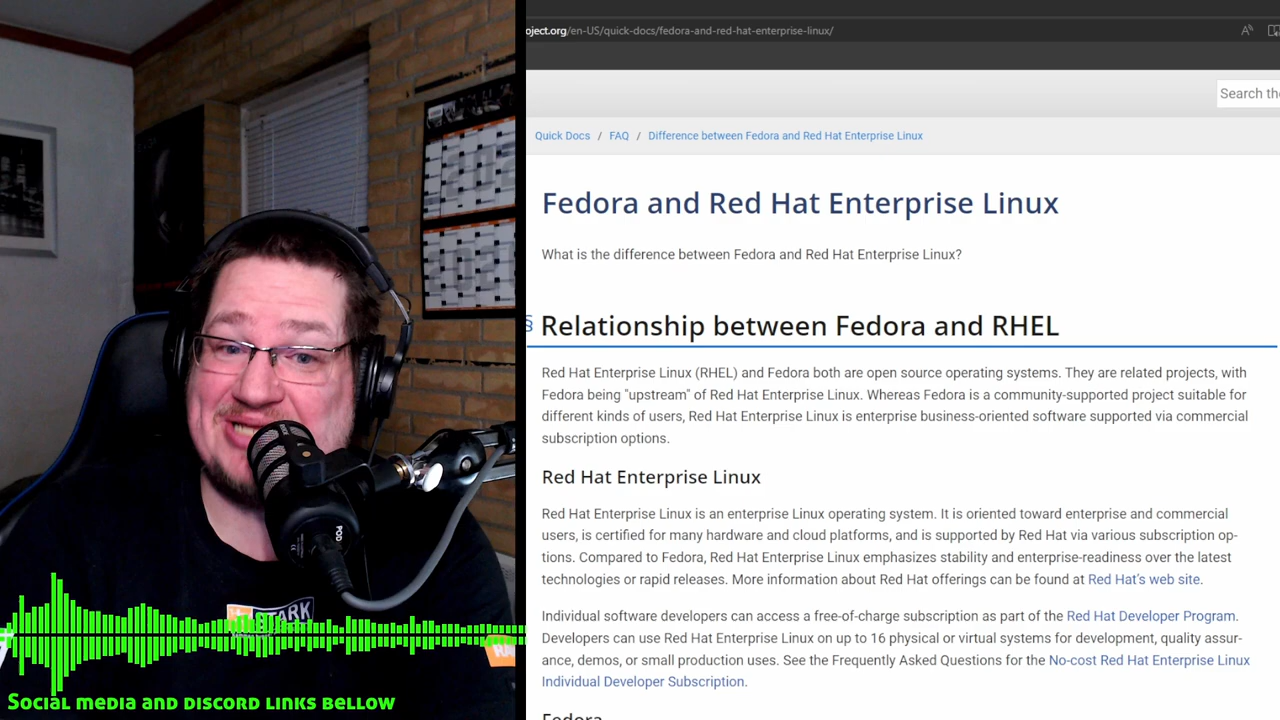 oject.org/en-US/quick-docs/fedora-and-red-hat-enterprise-linux/
Search the
Quick Docs / FAQ / Difference between Fedora and Red Hat Enterprise Linux
Fedora and Red Hat Enterprise Linux
What is the difference between Fedora and Red Hat Enterprise Linux?
§ Relationship between Fedora and RHEL
Red Hat Enterprise Linux (RHEL) and Fedora both are open source operating systems. They are related projects, with
Fedora being "upstream" of Red Hat Enterprise Linux. Whereas Fedora is a community-supported project suitable for
different kinds of users, Red Hat Enterprise Linux is enterprise business-oriented software supported via commercial
subscription options.
Red Hat Enterprise Linux
Red Hat Enterprise Linux is an enterprise Linux operating system. It is oriented toward enterprise and commercial
users, is certified for many hardware and cloud platforms, and is supported by Red Hat via various subscription op-
tions. Compared to Fedora, Red Hat Enterprise Linux emphasizes stability and enterprise-readiness over the latest
technologies or rapid releases. More information about Red Hat offerings can be found at Red Hat's web site.
Individual software developers can access a free-of-charge subscription as part of the Red Hat Developer Program.
Developers can use Red Hat Enterprise Linux on up to 16 physical or virtual systems for development, quality assur-
ance, demos, or small production uses. See the Frequently Asked Questions for the No-cost Red Hat Enterprise Linux
Individual Developer Subscription.
Fedora
POD
Social media and discord links bellow